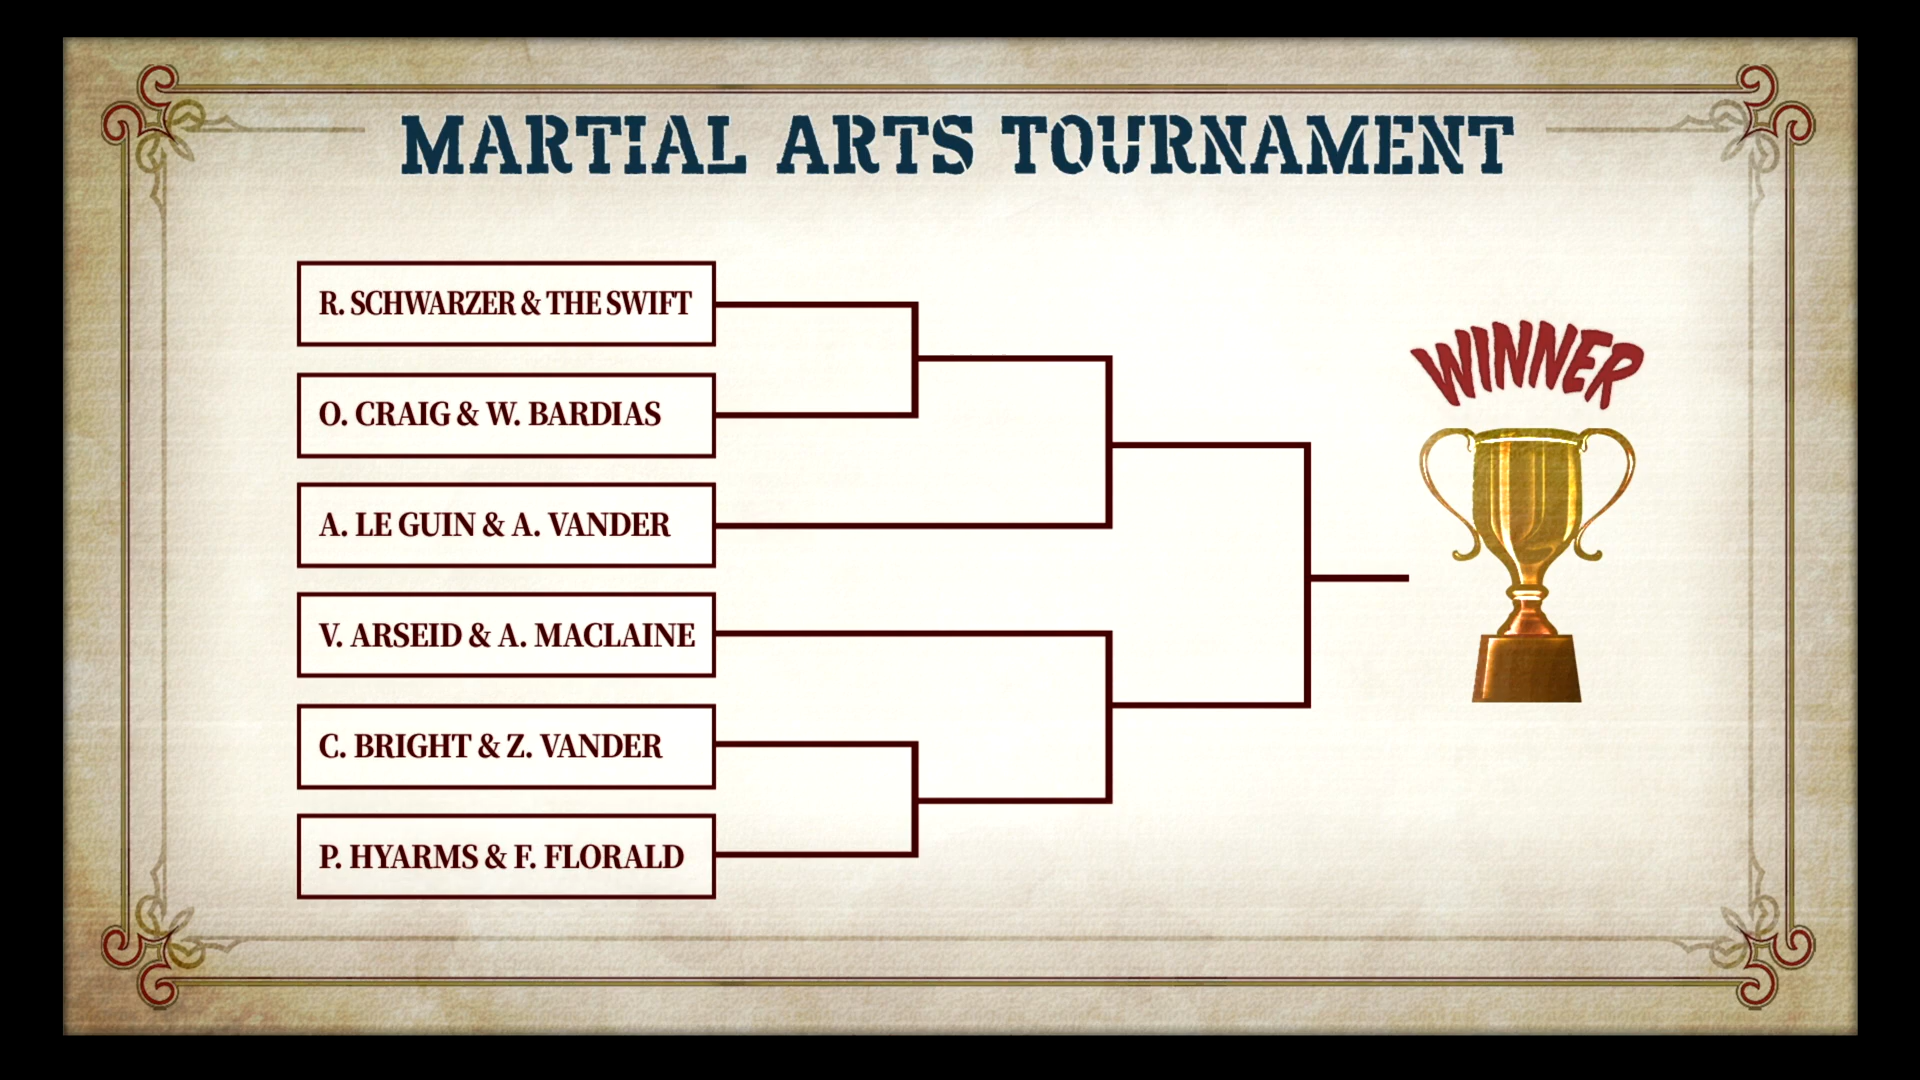 MARTIAL ARTS TOURNAMENT
R. SCHWARZER & THE SWIFT
O. CRAIG & W. BARDIAS
A. LE GUIN & A. VANDER
V. ARSEID & A. MACLAINE
C. BRIGHT & Z. VANDER
P. HYARMS & F. FLORALD
WINNER